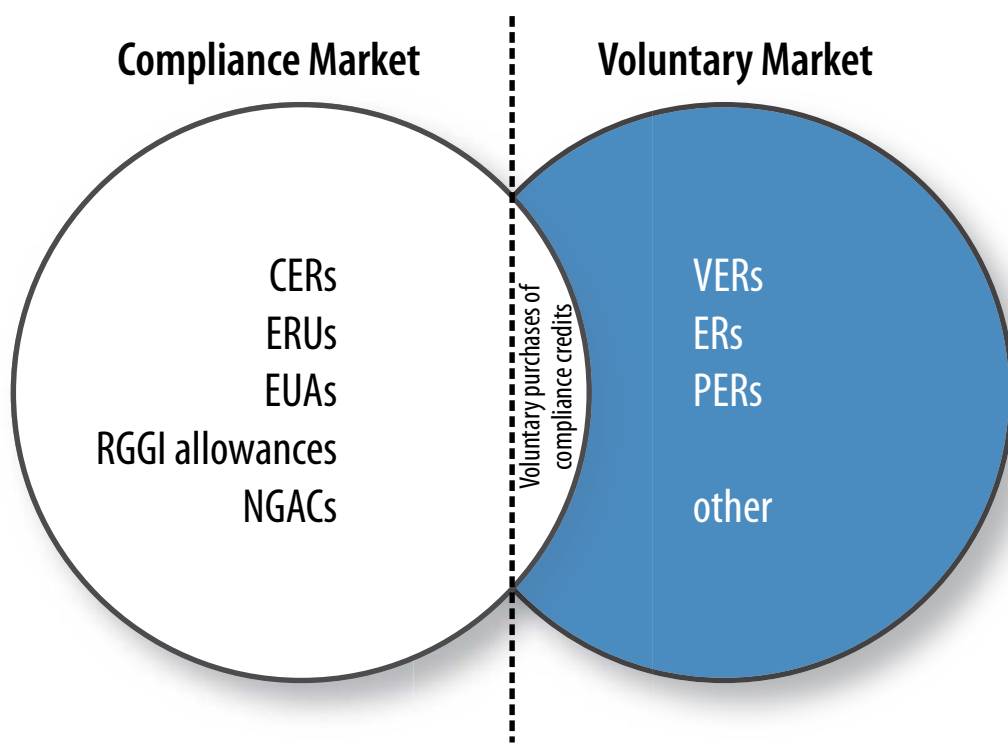 Compliance Market
Voluntary Market
CERs
ERUs
EUAs
RGGI allowances
NGACs
Voluntary purchases of
compliance credits
VERs
ERs
PERs
other